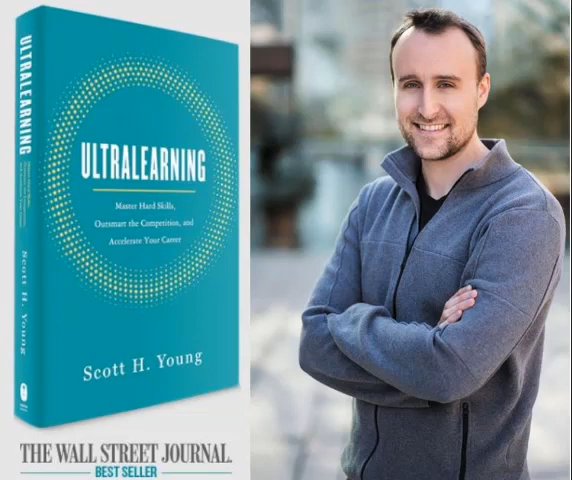 ULTRALEARNING
Scott H. Young
ULTRALEARNING
Master Hard Skills,
Outsmart the Competition, and
Accelerate Your Career
Scott H. Young
THE WALL STREET JOURNAL.
BEST SELLER